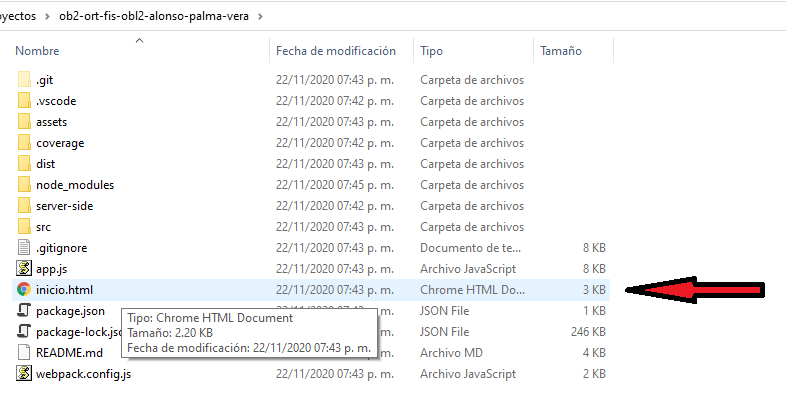 oyectos > ob2-ort-fis-obl2-alonso-palma-vera >
Nombre Fecha de modificación Tipo Tamaño
.git 22/11/2020 07:43 p. m. Carpeta de archivos
.vscode 22/11/2020 07:42 p. m. Carpeta de archivos
assets 22/11/2020 07:43 p. m. Carpeta de archivos
coverage 22/11/2020 07:42 p. m. Carpeta de archivos
dist 22/11/2020 07:43 p. m. Carpeta de archivos
node_modules 22/11/2020 07:45 p. m. Carpeta de archivos
server-side 22/11/2020 07:42 p. m. Carpeta de archivos
src 22/11/2020 07:43 p. m. Carpeta de archivos
.gitignore 22/11/2020 07:43 p. m. Documento de te... 8 KB
app.js 22/11/2020 07:43 p. m. Archivo JavaScript 8 KB
inicio.html 22/11/2020 07:43 p. m. Chrome HTML Do... 3 KB
package.json 22/11/2020 07:43 p. m. JSON File 1 KB
package-lock.jso JSON File 246 KB
README.md Archivo MD 4 KB
webpack.config.js 22/11/2020 07:42 p. m. Archivo JavaScript 2 KB
Tipo: Chrome HTML Document
Tamaño: 2.20 KB
Fecha de modificación: 22/11/2020 07:43 p. m.